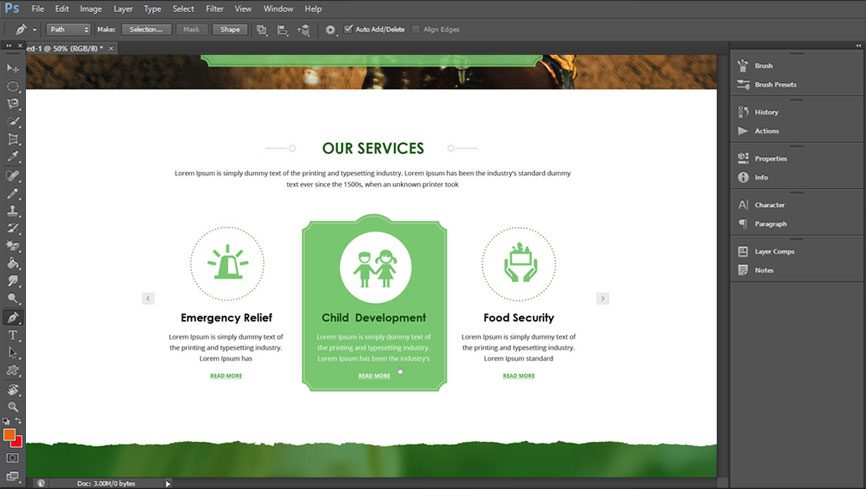 Ps File Edit Image Layer Type Select Filter View Window Help
Path Make: Selection... Mask Shape Auto Add/Delete Align Edges
ed-1 @ 50% (RGB/8) * ×
Brush
Brush Presets
History
Actions
Properties
Info
Character
Paragraph
Layer Comps
Notes
OUR SERVICES
Lorem Ipsum is simply dummy text of the printing and typesetting industry. Lorem Ipsum has been the industry's standard dummy
text ever since the 1500s, when an unknown printer took
Emergency Relief
Lorem Ipsum is simply dummy text of
the printing and typesetting industry.
Lorem Ipsum has
READ MORE
Child Development
Lorem Ipsum is simply dummy text of
the printing and typesetting industry.
Lorem Ipsum has been the industry's
READ MORE
Food Security
Lorem Ipsum is simply dummy text of
the printing and typesetting industry.
Lorem Ipsum standard
READ MORE
Doc: 3.00M/0 bytes